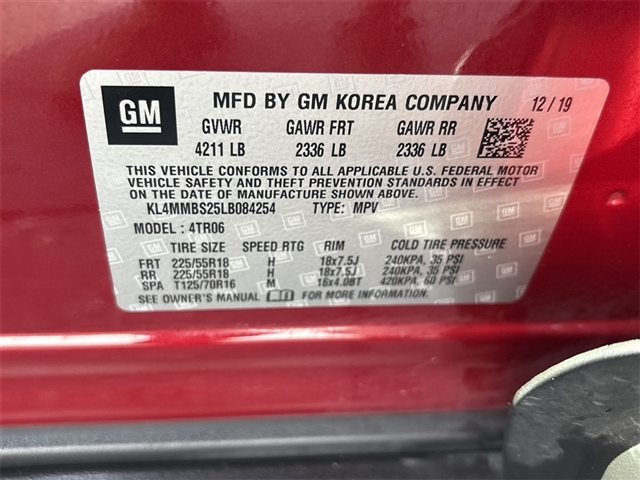 GM MFD BY GM KOREA COMPANY 12/19
GVWR GAWR FRT GAWR RR
4211 LB 2336 LB 2336 LB
THIS VEHICLE CONFORMS TO ALL APPLICABLE U.S. FEDERAL MOTOR
VEHICLE SAFETY AND THEFT PREVENTION STANDARDS IN EFFECT
ON THE DATE OF MANUFACTURE SHOWN ABOVE.
KL4MMBS25LB084254 TYPE: MPV
MODEL : 4TR06
TIRE SIZE SPEED RTG RIM COLD TIRE PRESSURE
FRT 225/55R18 H 18x7.5J 240KPA, 35 PSI
RR 225/55R18 H 18x7.5J 240KPA, 35 PSI
SPA T125/70R16 M 16x4.0BT 420KPA, 60 PSI
SEE OWNER'S MANUAL FOR MORE INFORMATION.